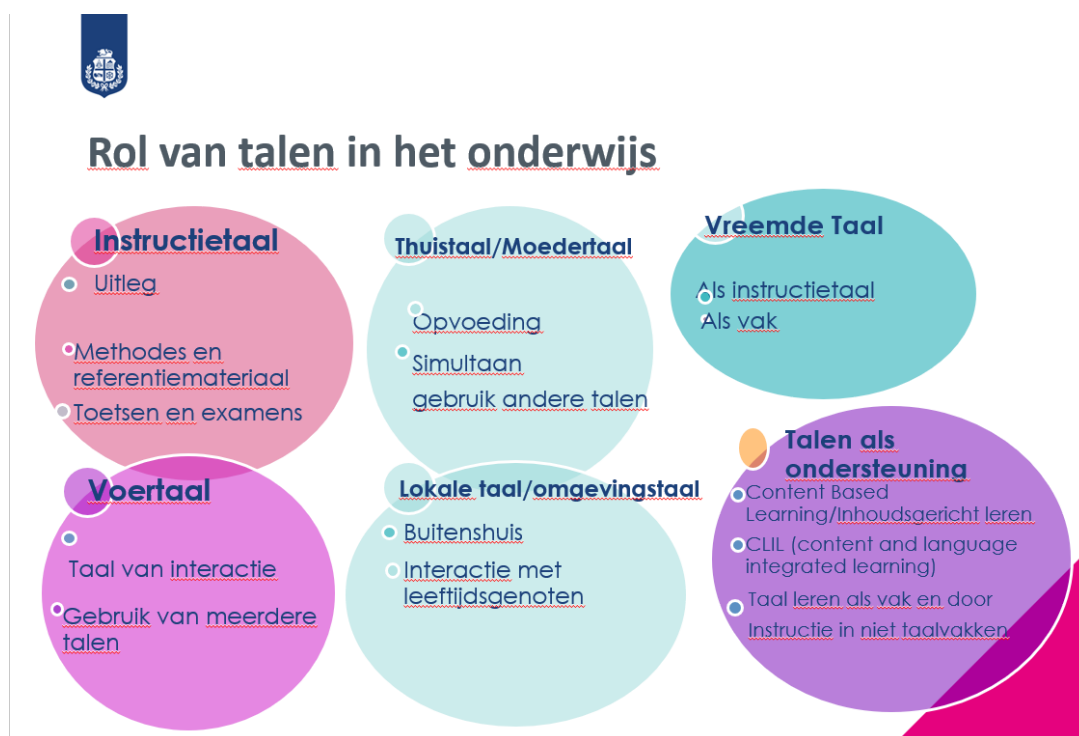 Rol van talen in het onderwijs
Instructietaal
Uitleg
Methodes en
referentiemateriaal
Toetsen en examens
Thuistaal/Moedertaal
Opvoeding
Simultaan
gebruik andere talen
Vreemde Taal
Als instructietaal
Als vak
Voertaal
Taal van interactie
Gebruik van meerdere
talen
Lokale taal/omgevingstaal
Buitenshuis
Interactie met
leeftijdsgenoten
Talen als
ondersteuning
Content Based
Learning/Inhoudsgericht leren
CLIL (content and language
integrated learning)
Taal leren als vak en door
Instructie in niet taalvakken